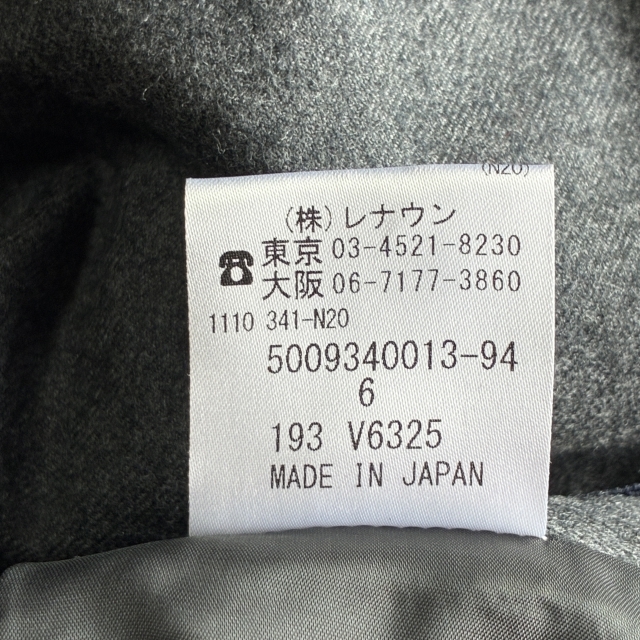 (N20)
(株)レナウン
☎東京 03-4521-8230
大阪 06-7177-3860
1110 341-N20
5009340013-94
6
193 V6325
MADE IN JAPAN